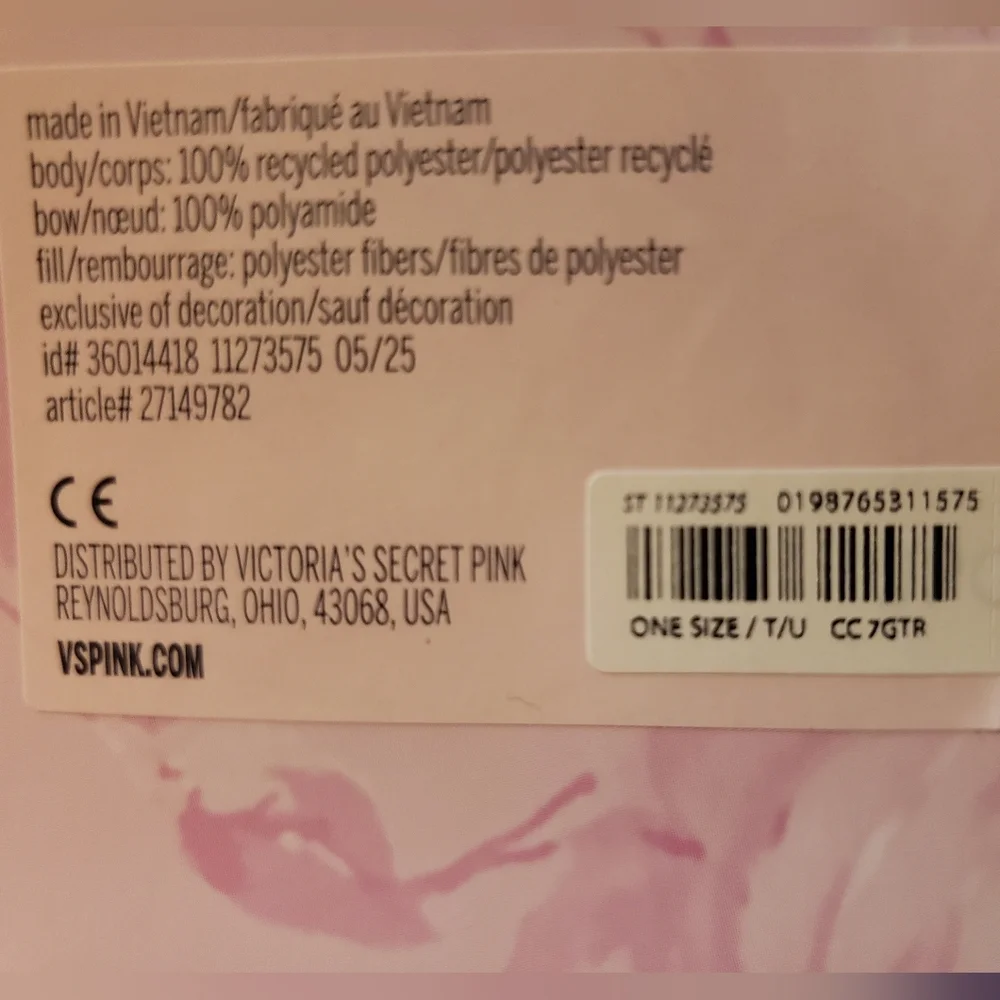 made in Vietnam/fabriqué au Vietnam
body/corps: 100% recycled polyester/polyester recyclé
bow/nœud: 100% polyamide
fill/rembourrage: polyester fibers/fibres de polyester
exclusive of decoration/sauf décoration
id# 36014418 11273575 05/25
article# 27149782
CE
DISTRIBUTED BY VICTORIA'S SECRET PINK
REYNOLDSBURG, OHIO, 43068, USA
VSPINK.COM
ST 11273575 0198765311575
ONE SIZE / T/U CC 7GTR